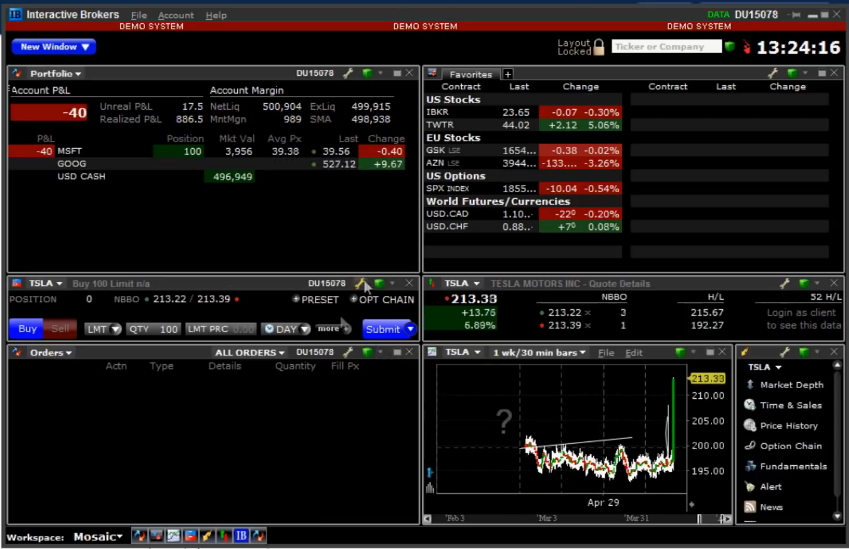 IB Interactive Brokers File Account Help DATA DU15078
DEMO SYSTEM DEMO SYSTEM DEMO SYSTEM
New Window Layout Locked Ticker or Company 13:24:16
Portfolio DU15078
Account P&L Account Margin
-40 Unreal P&L 17.5 NetLiq 500,904 ExLiq 499,915
Realized P&L 886.5 MntMgn 989 SMA 498,938
P&L Position Mkt Val Avg Px Last Change
-40 MSFT 100 3,956 39.38 39.56 -0.40
GOOG 527.12 +9.67
USD CASH 496,949
Favorites +
Contract Last Change Contract Last Change
US Stocks
IBKR 23.65 -0.07 -0.30%
TWTR 44.02 +2.12 5.06%
EU Stocks
GSK LSE 1654... -0.38 -0.02%
AZN LSE 3944... -133.... -3.26%
US Options
SPX INDEX 1855... -10.04 -0.54%
World Futures/Currencies
USD.CAD 1.10... -22⁰ -0.20%
USD.CHF 0.88... 0.08%
TSLA Buy 100 Limit n/a DU15078
POSITION 0 NBBO 213.22 / 213.39 PRESET OPT CHAIN
Buy Sell LMT QTY 100 LMT PRC 0.00 DAY more Submit
TSLA TESLA MOTORS INC - Quote Details
213.33 NBBO H/L 52 H/L
+13.76 213.22 × 3 215.67 Login as client
6.89% 213.39 × 1 192.27 to see this data
Orders ALL ORDERS DU15078
Actn Type Details Quantity Fill Px
TSLA 1 wk/30 min bars File Edit
213.33
210.00
205.00
200.00
195.00
?
Apr 29
'Feb 3 'Mar 3 'Mar 31
TSLA
Market Depth
Time & Sales
Price History
Option Chain
Fundamentals
Alert
News
Workspace: Mosaic IB